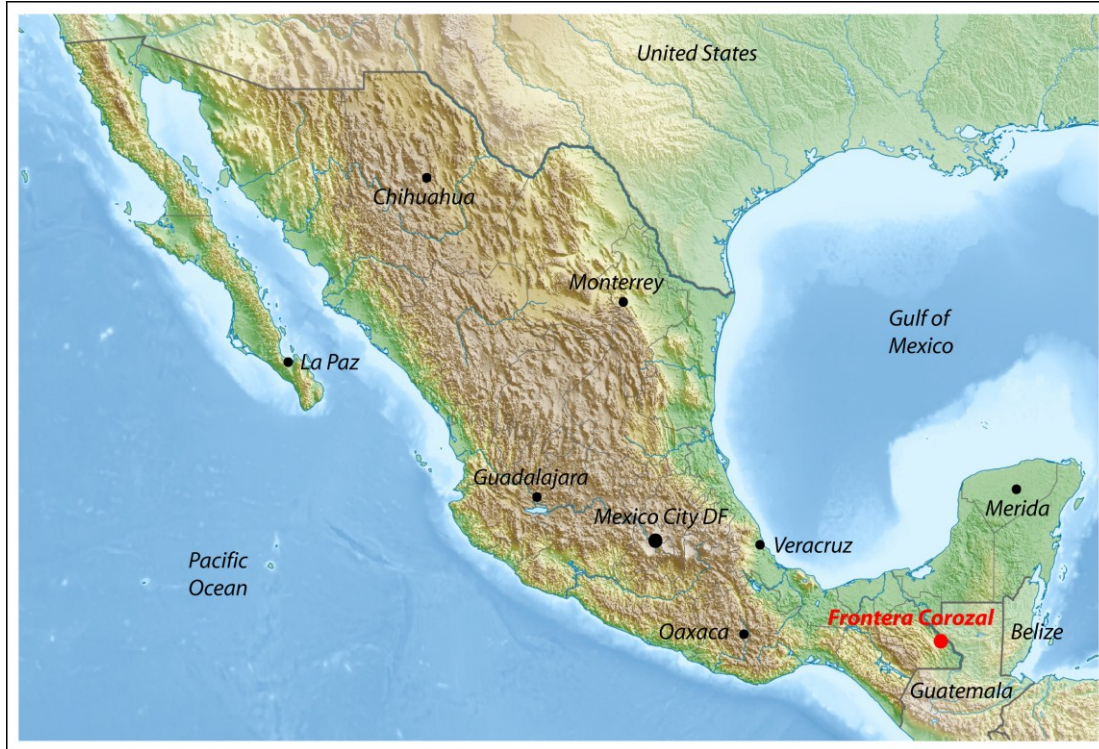 United States
Chihuahua
Monterrey
Gulf of
Mexico
La Paz
Guadalajara
Merida
Mexico City DF
Veracruz
Pacific
Ocean
Frontera Corozal
Oaxaca
Belize
Guatemala